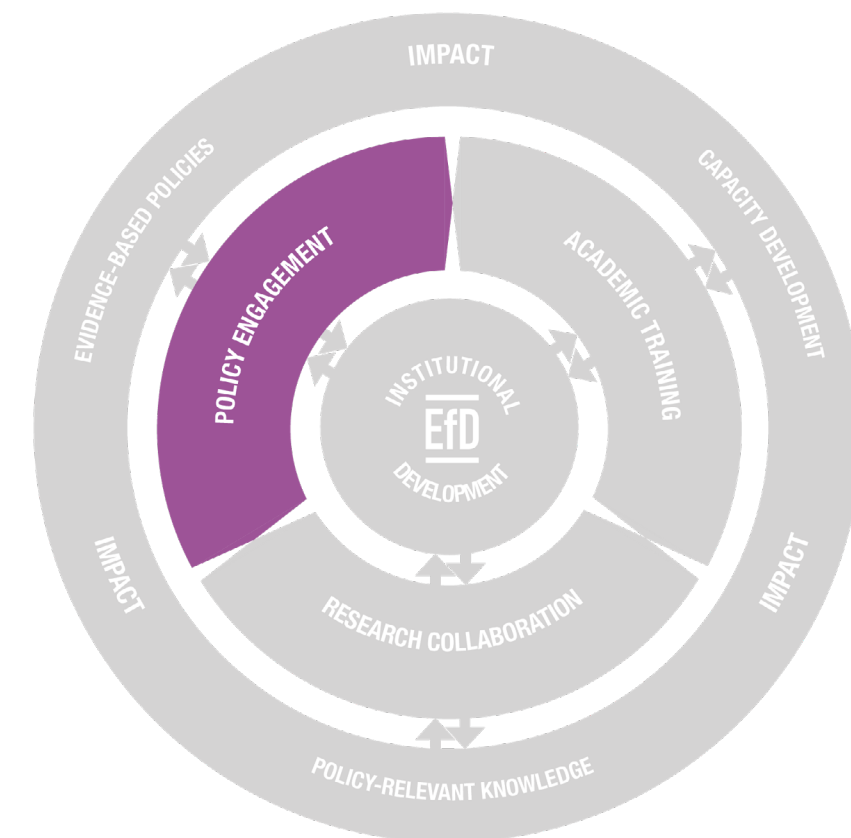 IMPACT
EVIDENCE-BASED POLICIES
CAPACITY DEVELOPMENT
POLICY ENGAGEMENT
ACADEMIC TRAINING
INSTITUTIONAL
EfD
DEVELOPMENT
IMPACT
IMPACT
RESEARCH COLLABORATION
POLICY-RELEVANT KNOWLEDGE